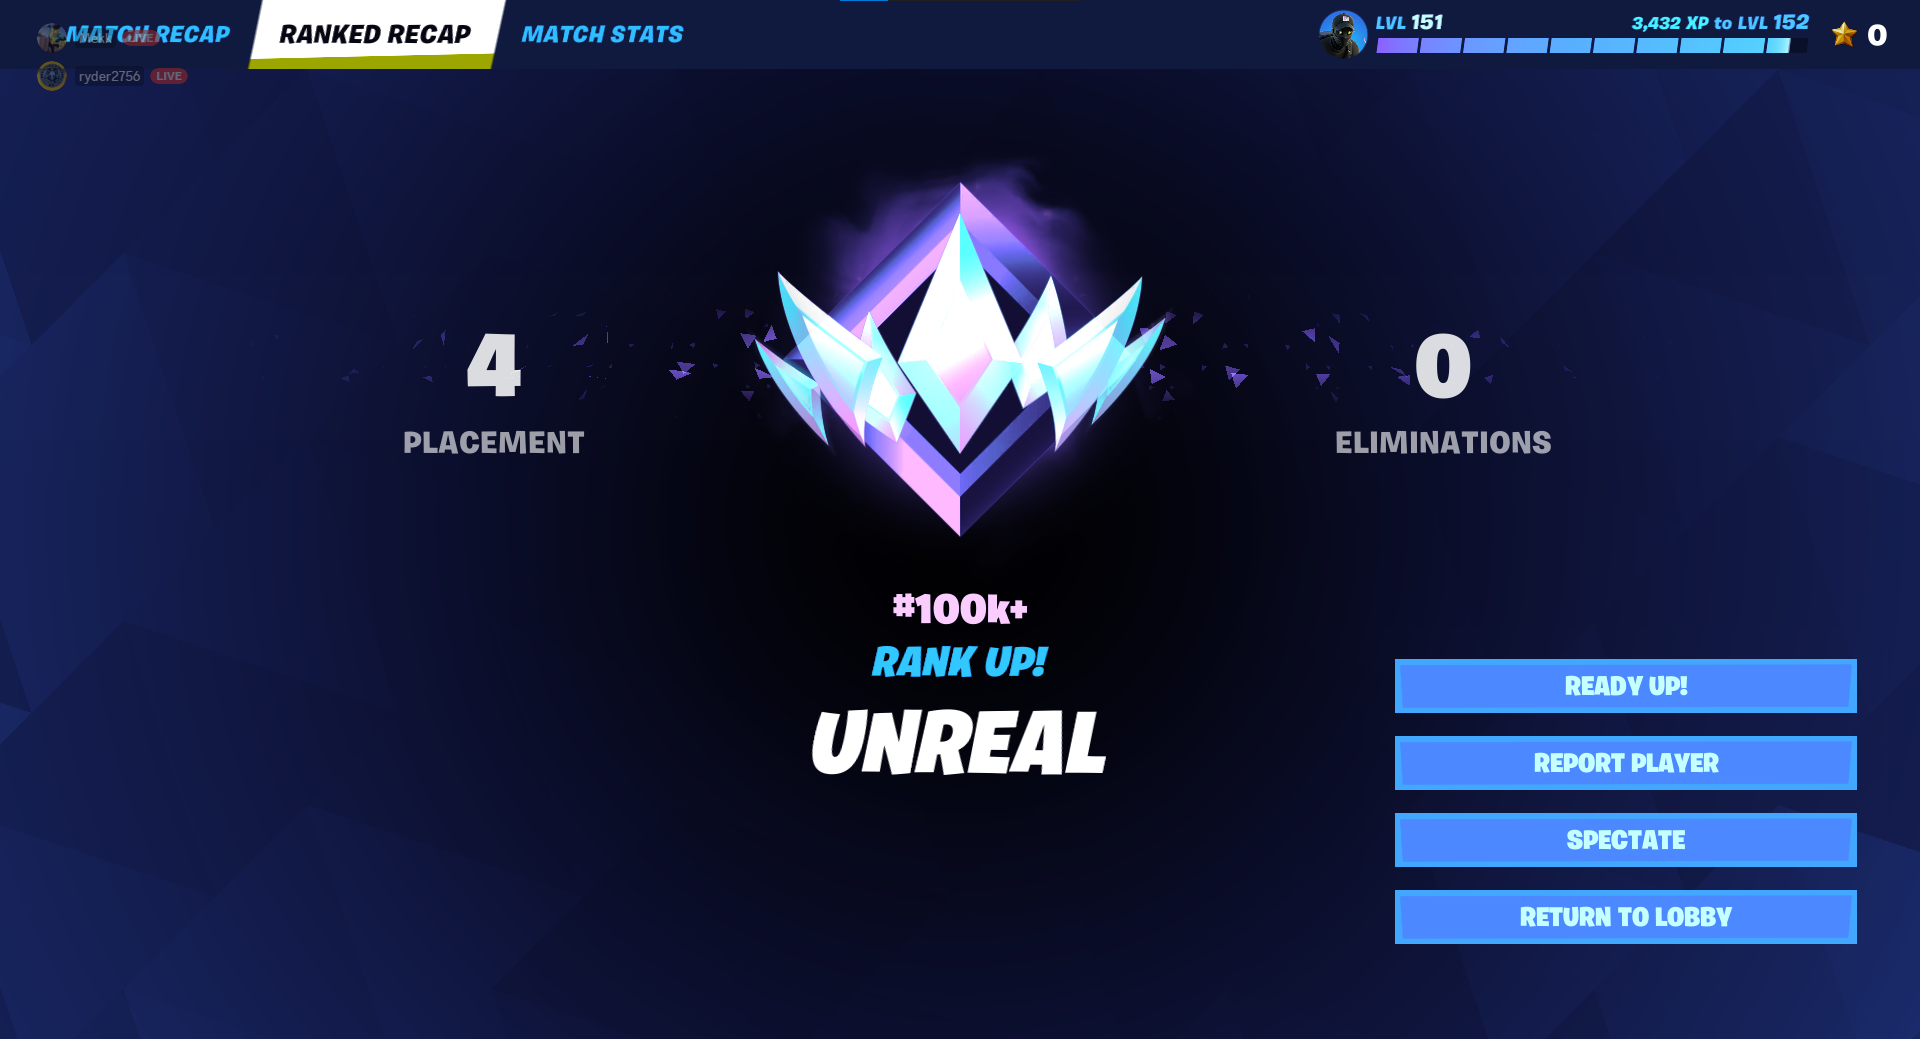 MATCH RECAP
RANKED RECAP
MATCH STATS
LVL 151
3,432 XP to LVL 152
0
LIVE
ryder2756
LIVE
4
PLACEMENT
0
ELIMINATIONS
#100k+
RANK UP!
UNREAL
READY UP!
REPORT PLAYER
SPECTATE
RETURN TO LOBBY